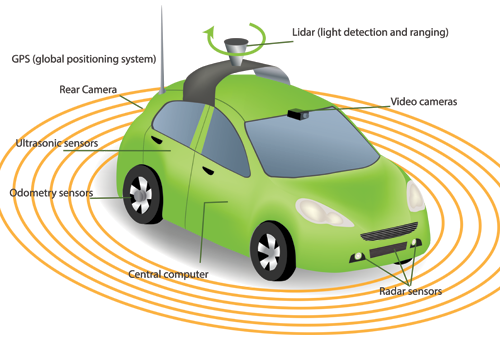 Lidar (light detection and ranging)
GPS (global positioning system)
Rear Camera
Video cameras
Ultrasonic sensors
Odometry sensors
Central computer
Radar sensors